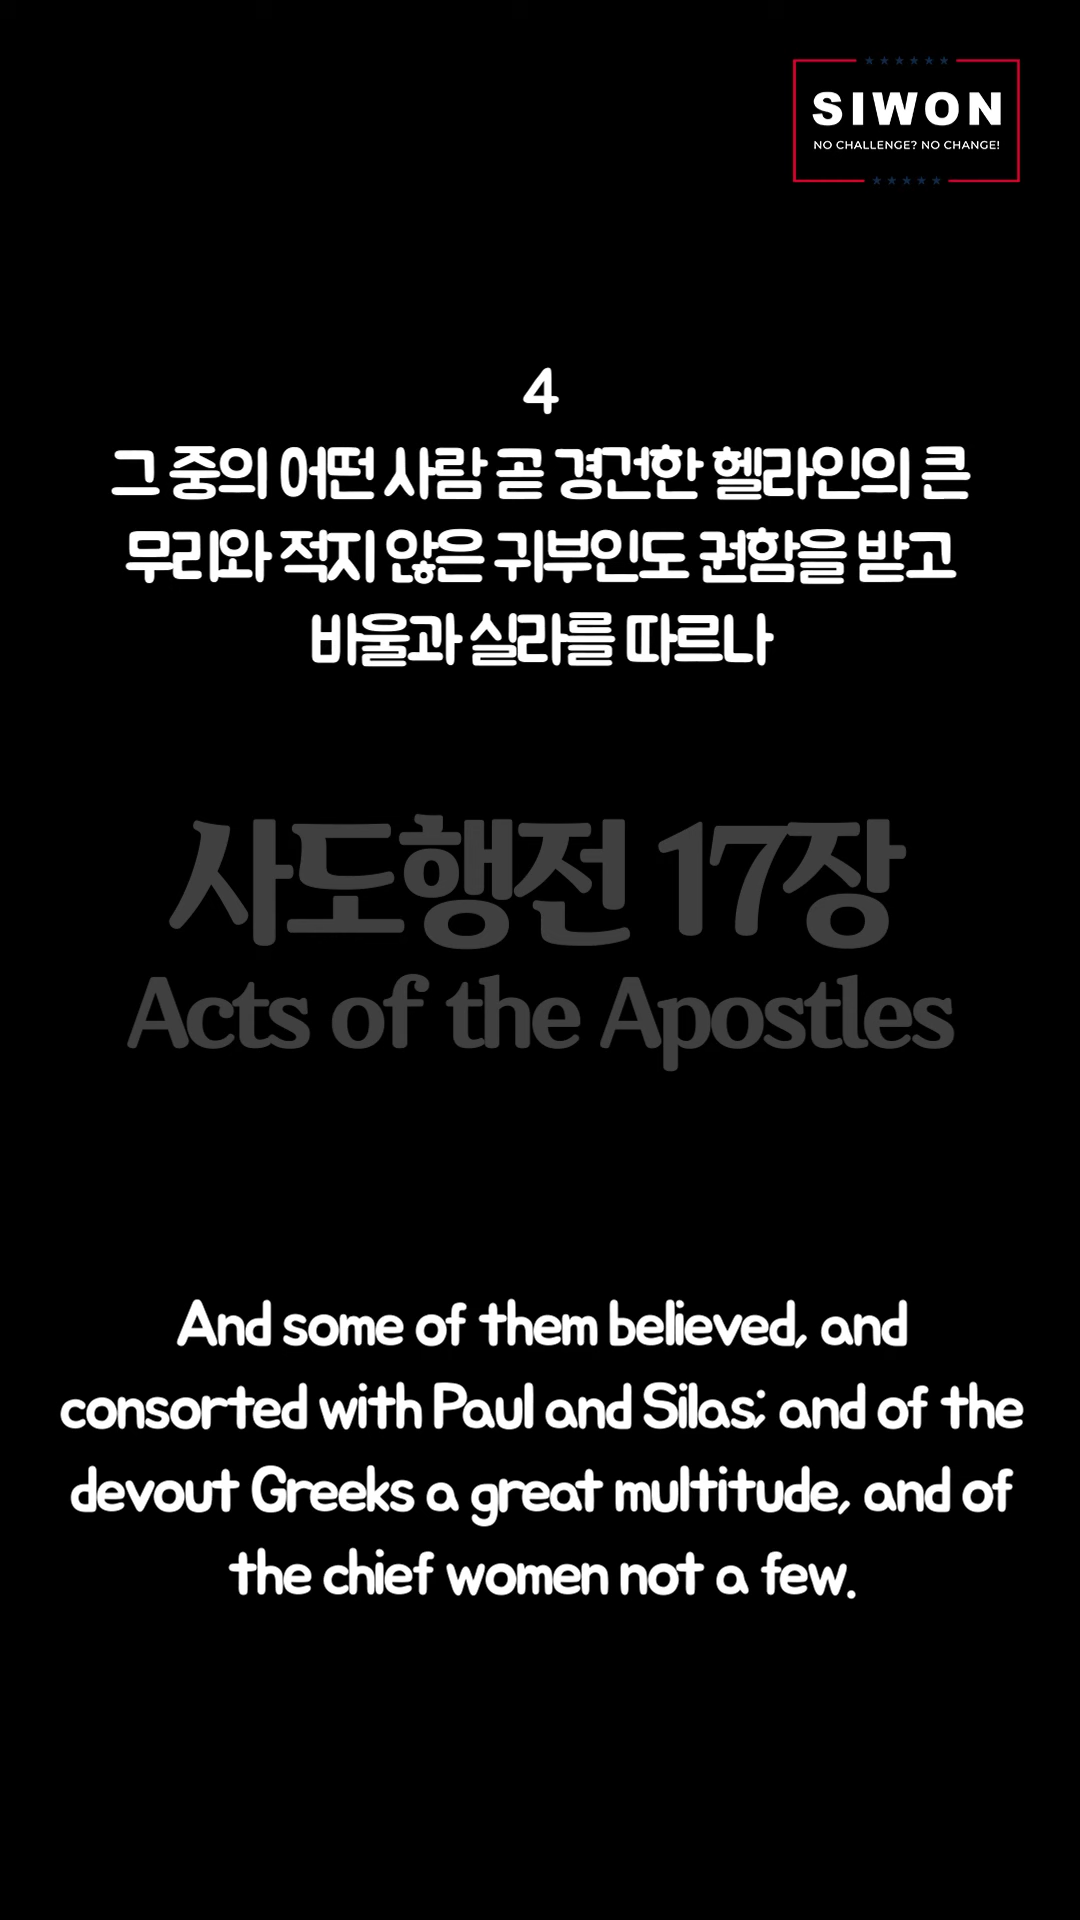 SIWON
NO CHALLENGE? NO CHANGE!
4
그 중의 어떤 사람 곧 경건한 헬라인의 큰
무리와 적지 않은 귀부인도 권함을 받고
바울과 실라를 따르나
사도행전 17장
Acts of the Apostles
And some of them believed, and
consorted with Paul and Silas; and of the
devout Greeks a great multitude, and of
the chief women not a few.